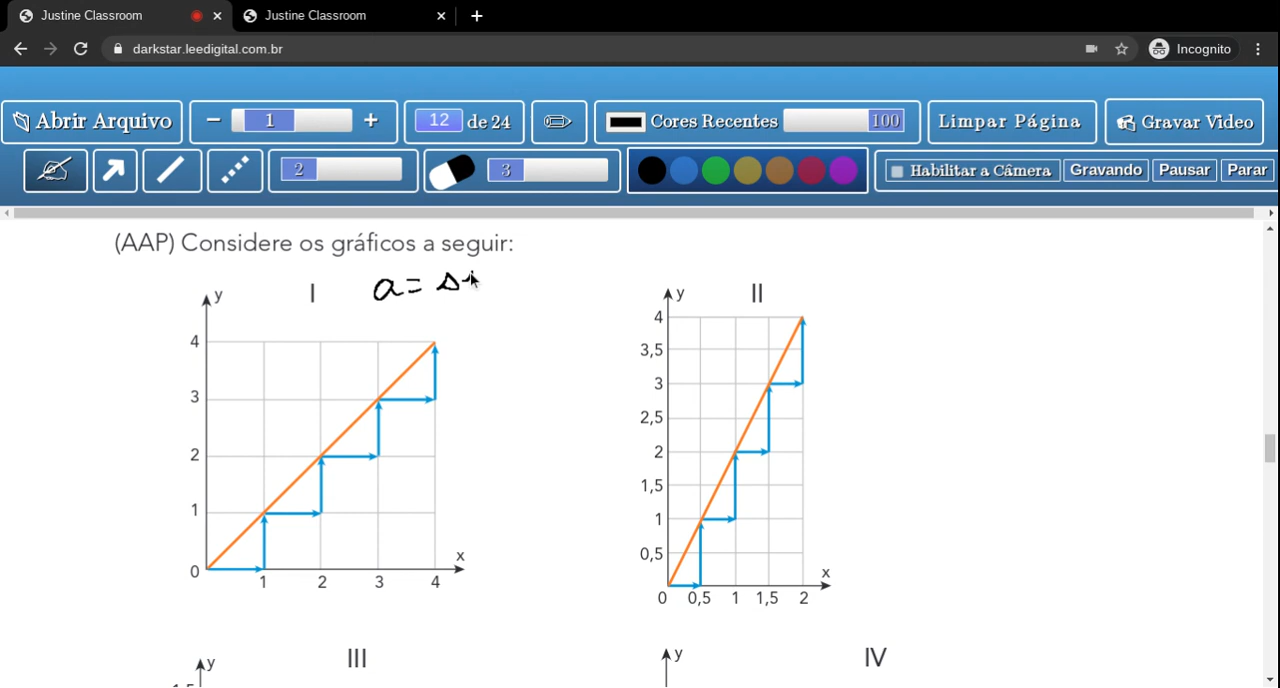 Justine Classroom
Justine Classroom
darkstar.leedigital.com.br
Incognito
Abrir Arquivo
− 1 +
12 de 24
Cores Recentes 100
Limpar Página
Gravar Video
2
3
Habilitar a Câmera
Gravando
Pausar
Parar
(AAP) Considere os gráficos a seguir:
a =
I
y
4
3
2
1
0
1 2 3 4
x
II
y
4
3,5
3
2,5
2
1,5
1
0,5
0 0,5 1 1,5 2
x
III
y
1,5
IV
y